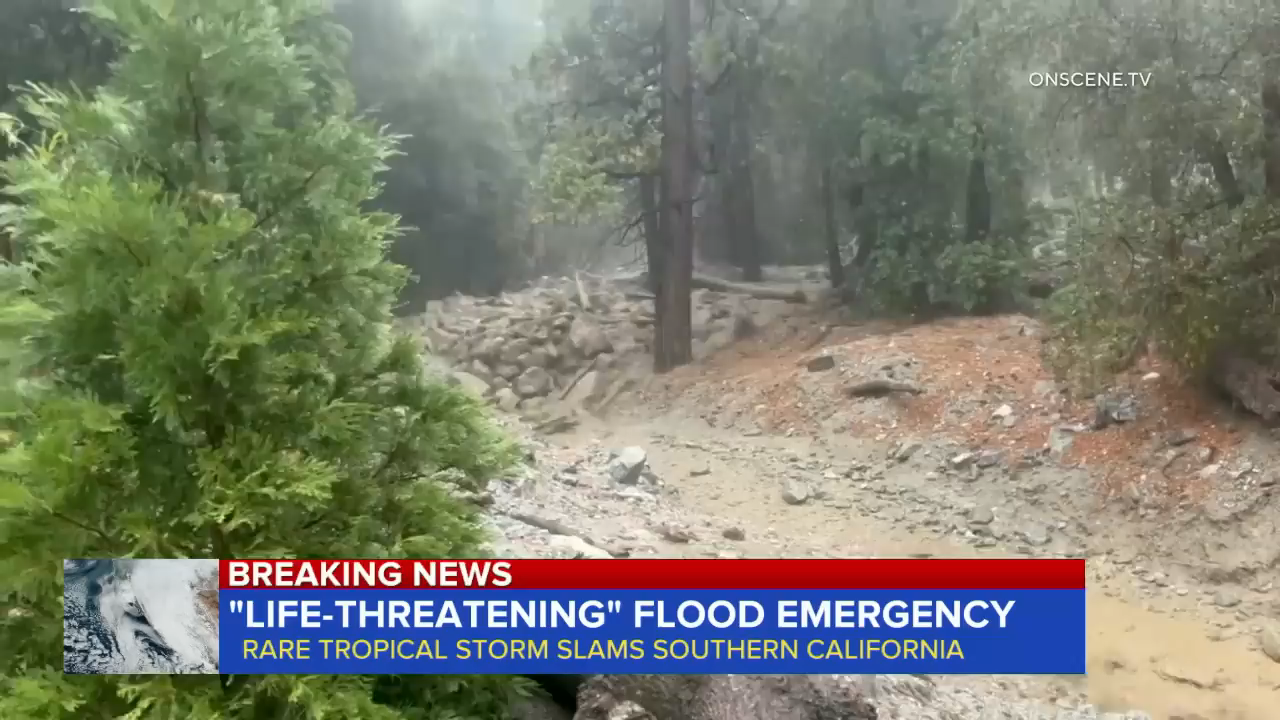 ONSCENE.TV
BREAKING NEWS
"LIFE-THREATENING" FLOOD EMERGENCY
RARE TROPICAL STORM SLAMS SOUTHERN CALIFORNIA